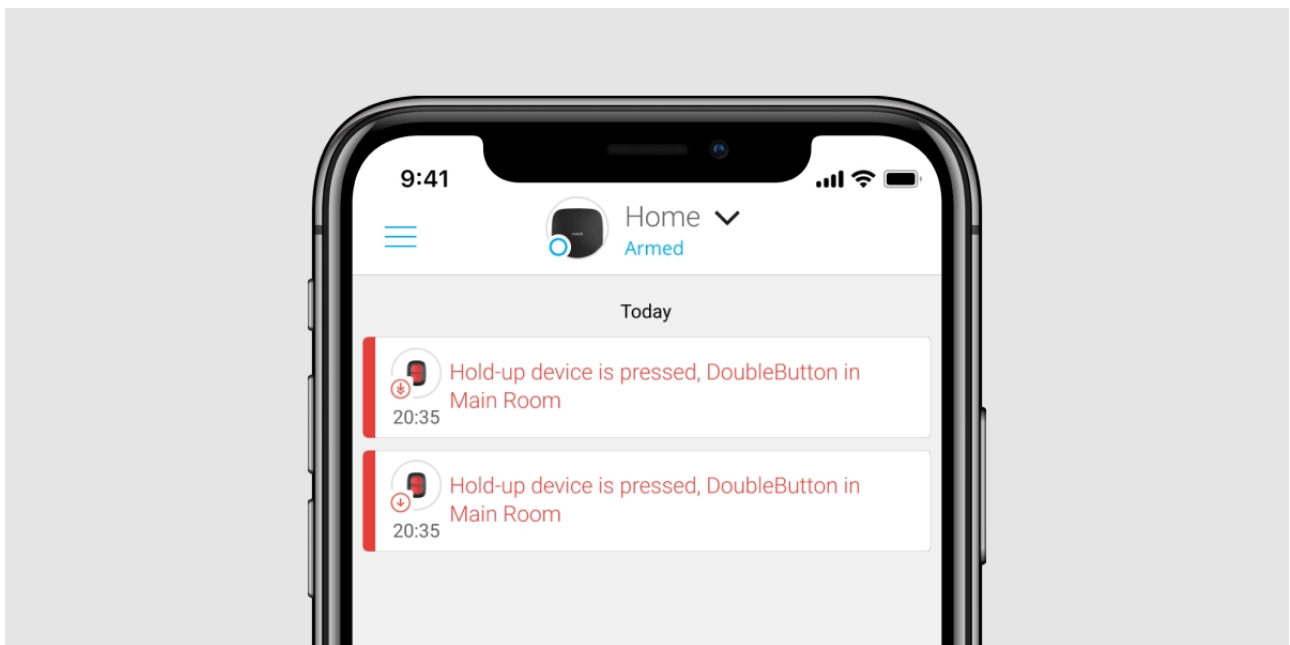 9:41
Home
Armed
Today
Hold-up device is pressed, DoubleButton in
Main Room
20:35
Hold-up device is pressed, DoubleButton in
Main Room
20:35